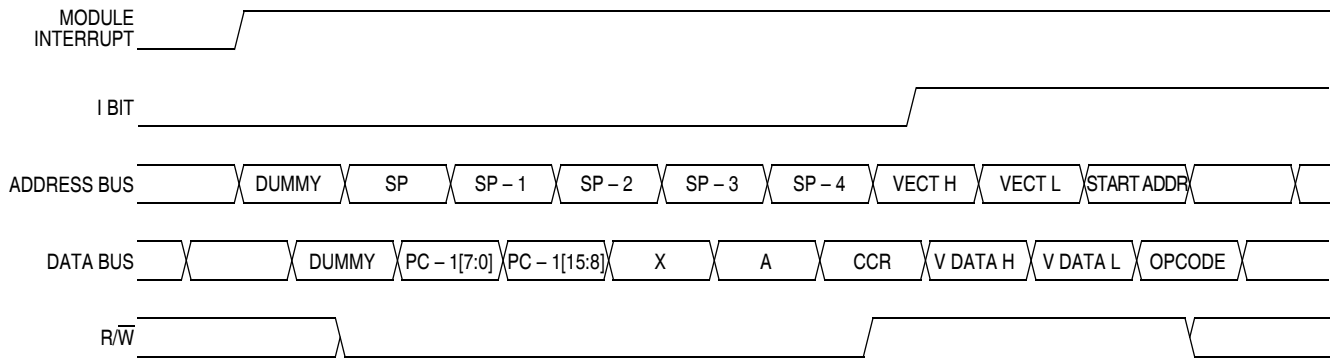 MODULE
INTERRUPT
I BIT
ADDRESS BUS DUMMY SP SP – 1 SP – 2 SP – 3 SP – 4 VECT H VECT L START ADDR
DATA BUS DUMMY PC – 1[7:0] PC – 1[15:8] X A CCR V DATA H V DATA L OPCODE
R/W̅